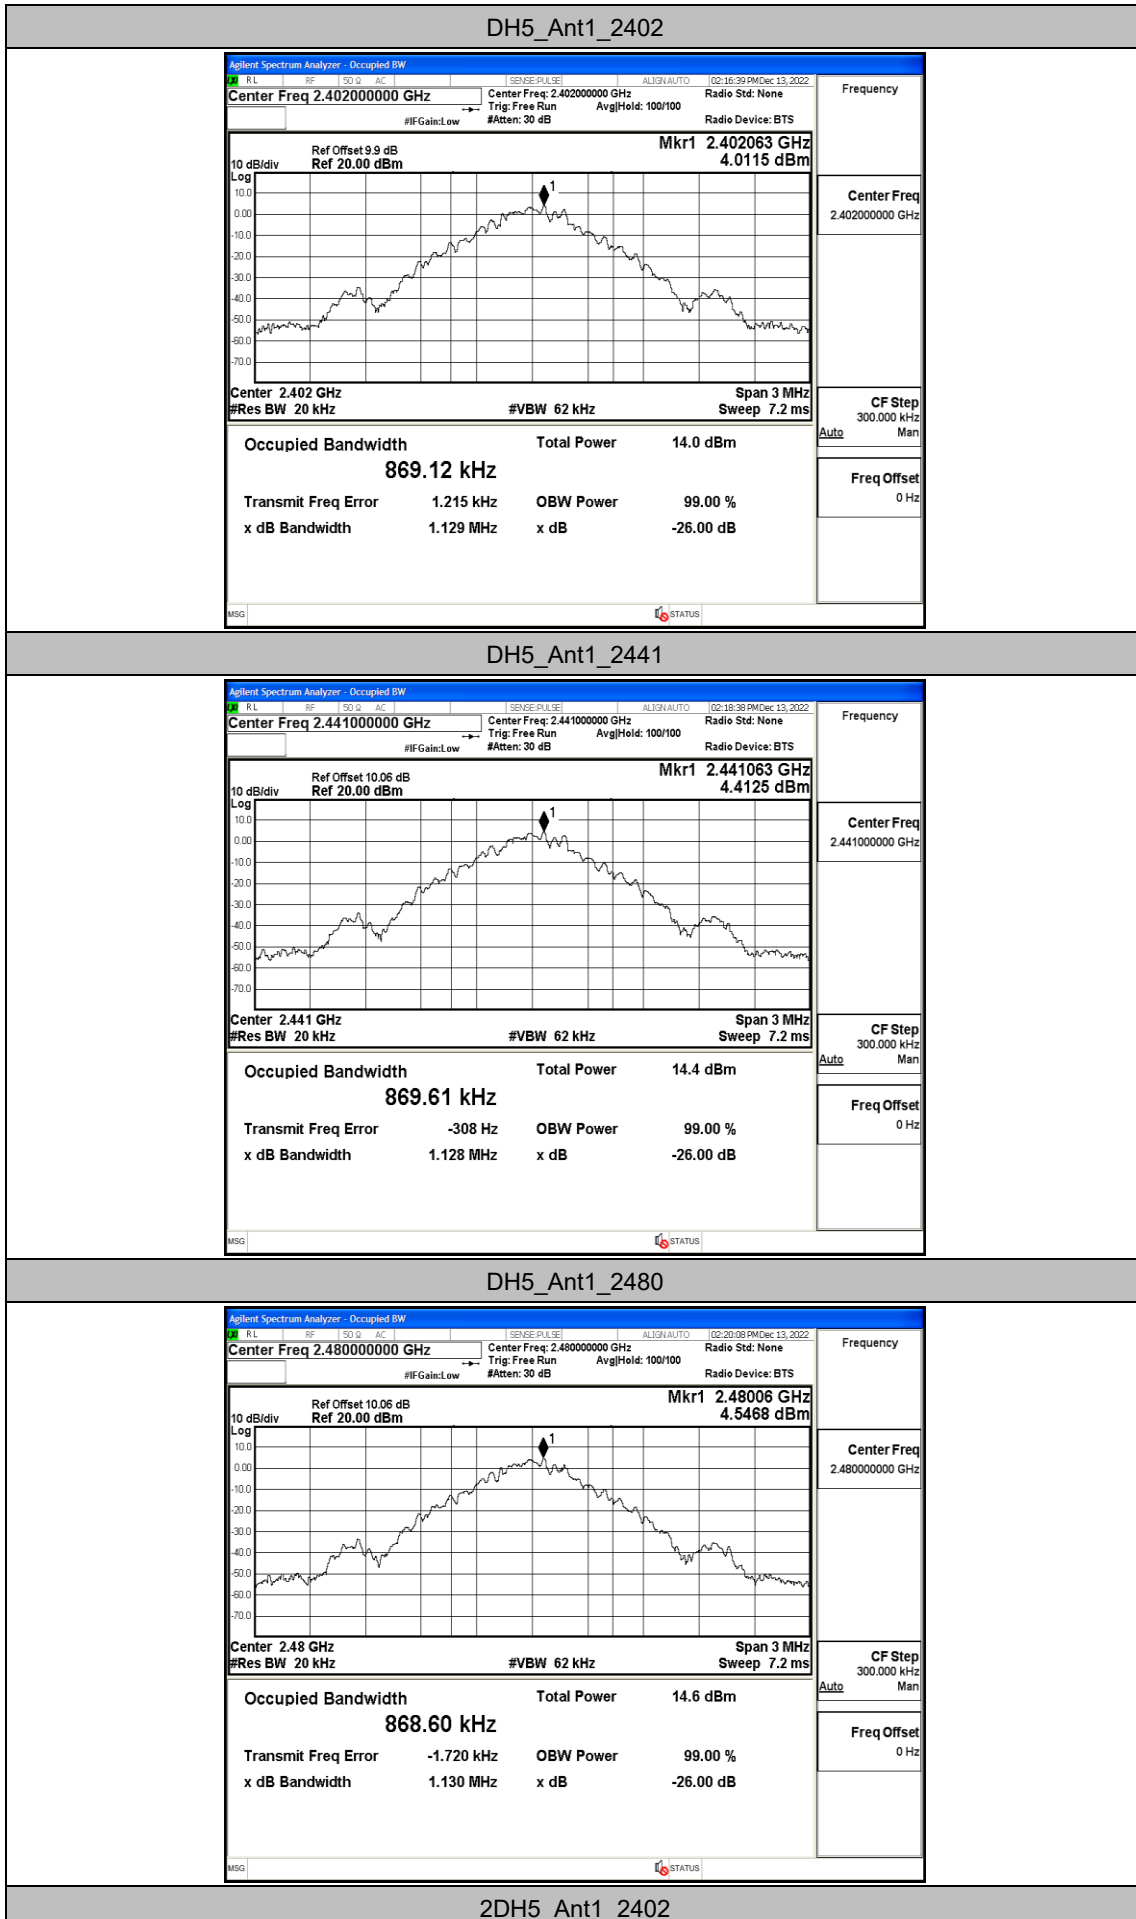 DH5_Ant1_2402
Agilent Spectrum Analyzer - Occupied BW
LXI RL RF 50 Ω AC SENSE:PULSE ALIGN AUTO 02:16:39 PM Dec 13, 2022
Center Freq 2.402000000 GHz
Center Freq: 2.402000000 GHz
Radio Std: None
Trig: Free Run Avg|Hold: 100/100
#IFGain:Low #Atten: 30 dB Radio Device: BTS
Frequency
Mkr1 2.402063 GHz
4.0115 dBm
Ref Offset 9.9 dB
10 dB/div Ref 20.00 dBm
Log
10.0
0.00
-10.0
-20.0
-30.0
-40.0
-50.0
-60.0
-70.0
1
Center Freq
2.402000000 GHz
Center 2.402 GHz Span 3 MHz
#Res BW 20 kHz #VBW 62 kHz Sweep 7.2 ms
CF Step
300.000 kHz
Auto Man
Occupied Bandwidth Total Power 14.0 dBm
869.12 kHz
Transmit Freq Error 1.215 kHz OBW Power 99.00 %
x dB Bandwidth 1.129 MHz x dB -26.00 dB
Freq Offset
0 Hz
MSG STATUS
DH5_Ant1_2441
Agilent Spectrum Analyzer - Occupied BW
LXI RL RF 50 Ω AC SENSE:PULSE ALIGN AUTO 02:18:38 PM Dec 13, 2022
Center Freq 2.441000000 GHz
Center Freq: 2.441000000 GHz
Radio Std: None
Trig: Free Run Avg|Hold: 100/100
#IFGain:Low #Atten: 30 dB Radio Device: BTS
Frequency
Mkr1 2.441063 GHz
4.4125 dBm
Ref Offset 10.06 dB
10 dB/div Ref 20.00 dBm
Log
10.0
0.00
-10.0
-20.0
-30.0
-40.0
-50.0
-60.0
-70.0
1
Center Freq
2.441000000 GHz
Center 2.441 GHz Span 3 MHz
#Res BW 20 kHz #VBW 62 kHz Sweep 7.2 ms
CF Step
300.000 kHz
Auto Man
Occupied Bandwidth Total Power 14.4 dBm
869.61 kHz
Transmit Freq Error -308 Hz OBW Power 99.00 %
x dB Bandwidth 1.128 MHz x dB -26.00 dB
Freq Offset
0 Hz
MSG STATUS
DH5_Ant1_2480
Agilent Spectrum Analyzer - Occupied BW
LXI RL RF 50 Ω AC SENSE:PULSE ALIGN AUTO 02:20:08 PM Dec 13, 2022
Center Freq 2.480000000 GHz
Center Freq: 2.480000000 GHz
Radio Std: None
Trig: Free Run Avg|Hold: 100/100
#IFGain:Low #Atten: 30 dB Radio Device: BTS
Frequency
Mkr1 2.48006 GHz
4.5468 dBm
Ref Offset 10.06 dB
10 dB/div Ref 20.00 dBm
Log
10.0
0.00
-10.0
-20.0
-30.0
-40.0
-50.0
-60.0
-70.0
1
Center Freq
2.480000000 GHz
Center 2.48 GHz Span 3 MHz
#Res BW 20 kHz #VBW 62 kHz Sweep 7.2 ms
CF Step
300.000 kHz
Auto Man
Occupied Bandwidth Total Power 14.6 dBm
868.60 kHz
Transmit Freq Error -1.720 kHz OBW Power 99.00 %
x dB Bandwidth 1.130 MHz x dB -26.00 dB
Freq Offset
0 Hz
MSG STATUS
2DH5_Ant1_2402